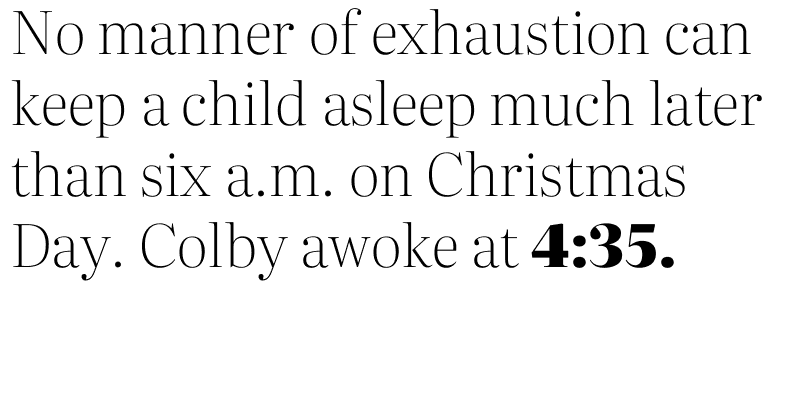 No manner of exhaustion can
keep a child asleep much later
than six a.m. on Christmas
Day. Colby awoke at 4:35.